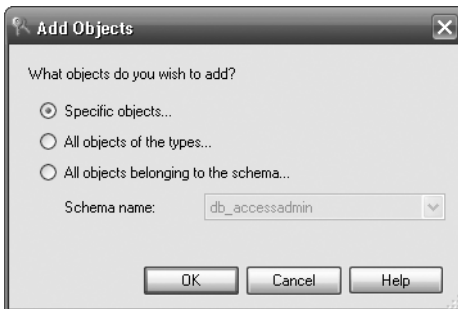 Add Objects
What objects do you wish to add?
Specific objects...
All objects of the types...
All objects belonging to the schema...
Schema name: db_accessadmin
OK Cancel Help